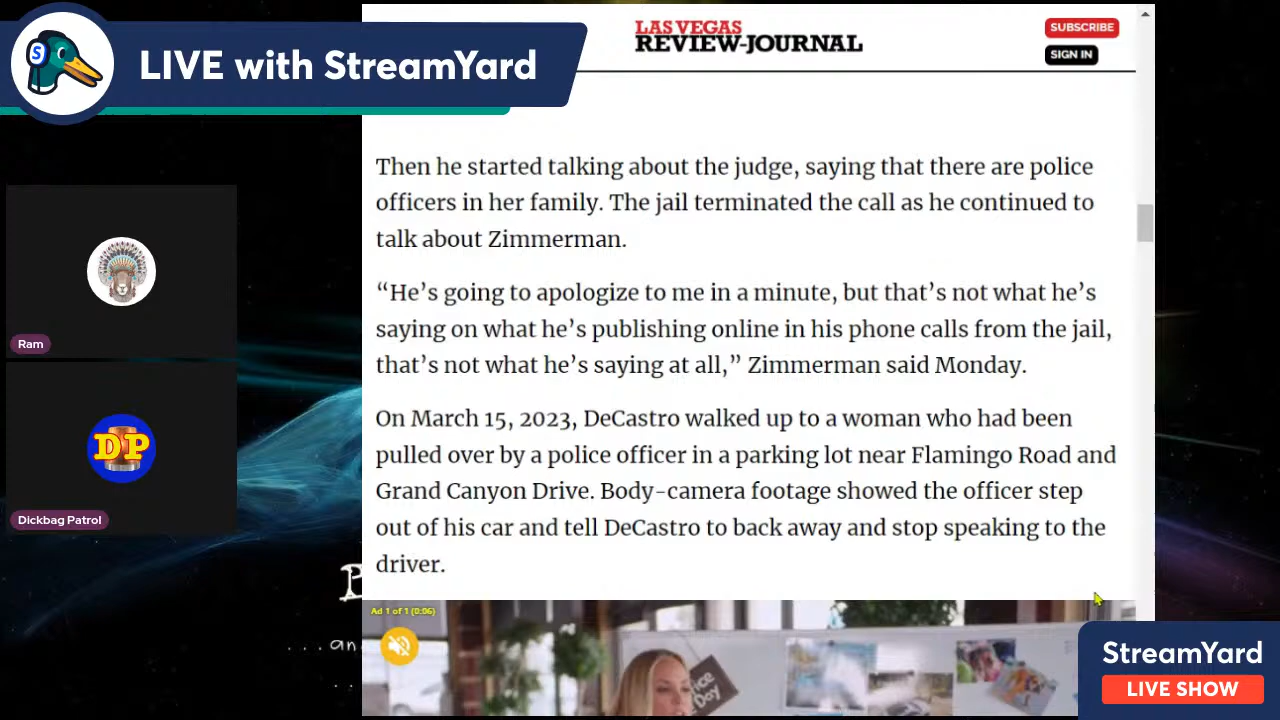 LIVE with StreamYard
LAS VEGAS
REVIEW-JOURNAL
SUBSCRIBE
SIGN IN
Then he started talking about the judge, saying that there are police
officers in her family. The jail terminated the call as he continued to
talk about Zimmerman.
“He’s going to apologize to me in a minute, but that’s not what he’s
saying on what he’s publishing online in his phone calls from the jail,
that’s not what he’s saying at all,” Zimmerman said Monday.
On March 15, 2023, DeCastro walked up to a woman who had been
pulled over by a police officer in a parking lot near Flamingo Road and
Grand Canyon Drive. Body-camera footage showed the officer step
out of his car and tell DeCastro to back away and stop speaking to the
driver.
Ram
DP
Dickbag Patrol
Ad 1 of 1 (0:06)
Day
StreamYard
LIVE SHOW